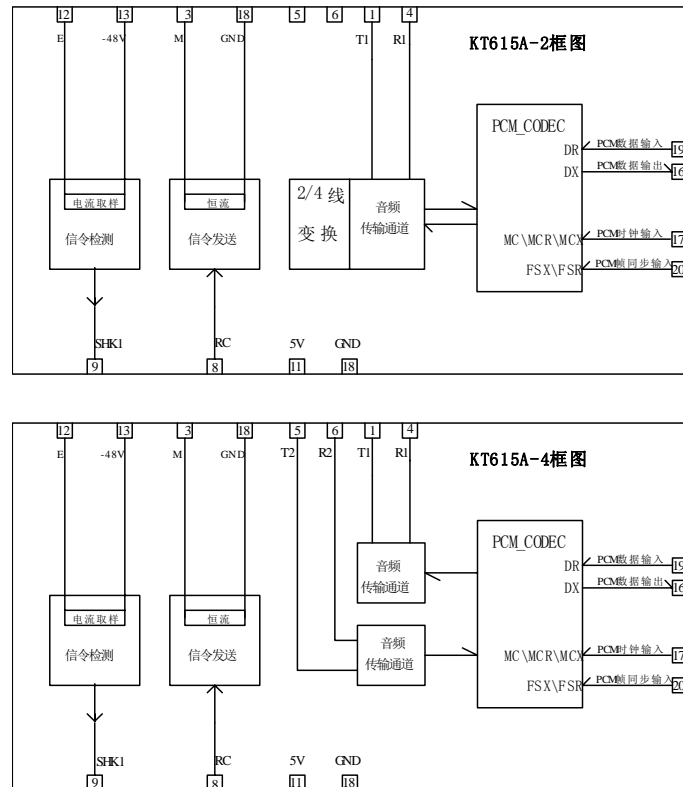 12 13 3 18 5 6 1 4
E -48V M GND T1 R1
KT615A-2框图
PCM_CODEC
DR PCM数据输入 19
DX PCM数据输出 16
电流取样
信令检测
恒流
信令发送
2/4 线
变 换
音频
传输通道
MC\MCR\MCX PCM时钟输入 17
FSX\FSR PCM帧同步输入 20
SHK1 RC 5V GND
9 8 11 18
12 13 3 18 5 6 1 4
E -48V M GND T2 R2 T1 R1
KT615A-4框图
PCM_CODEC
音频
传输通道
DR PCM数据输入 19
DX PCM数据输出 16
电流取样
信令检测
恒流
信令发送
音频
传输通道
MC\MCR\MCX PCM时钟输入 17
FSX\FSR PCM帧同步输入 20
SHK1 RC 5V GND
9 8 11 18